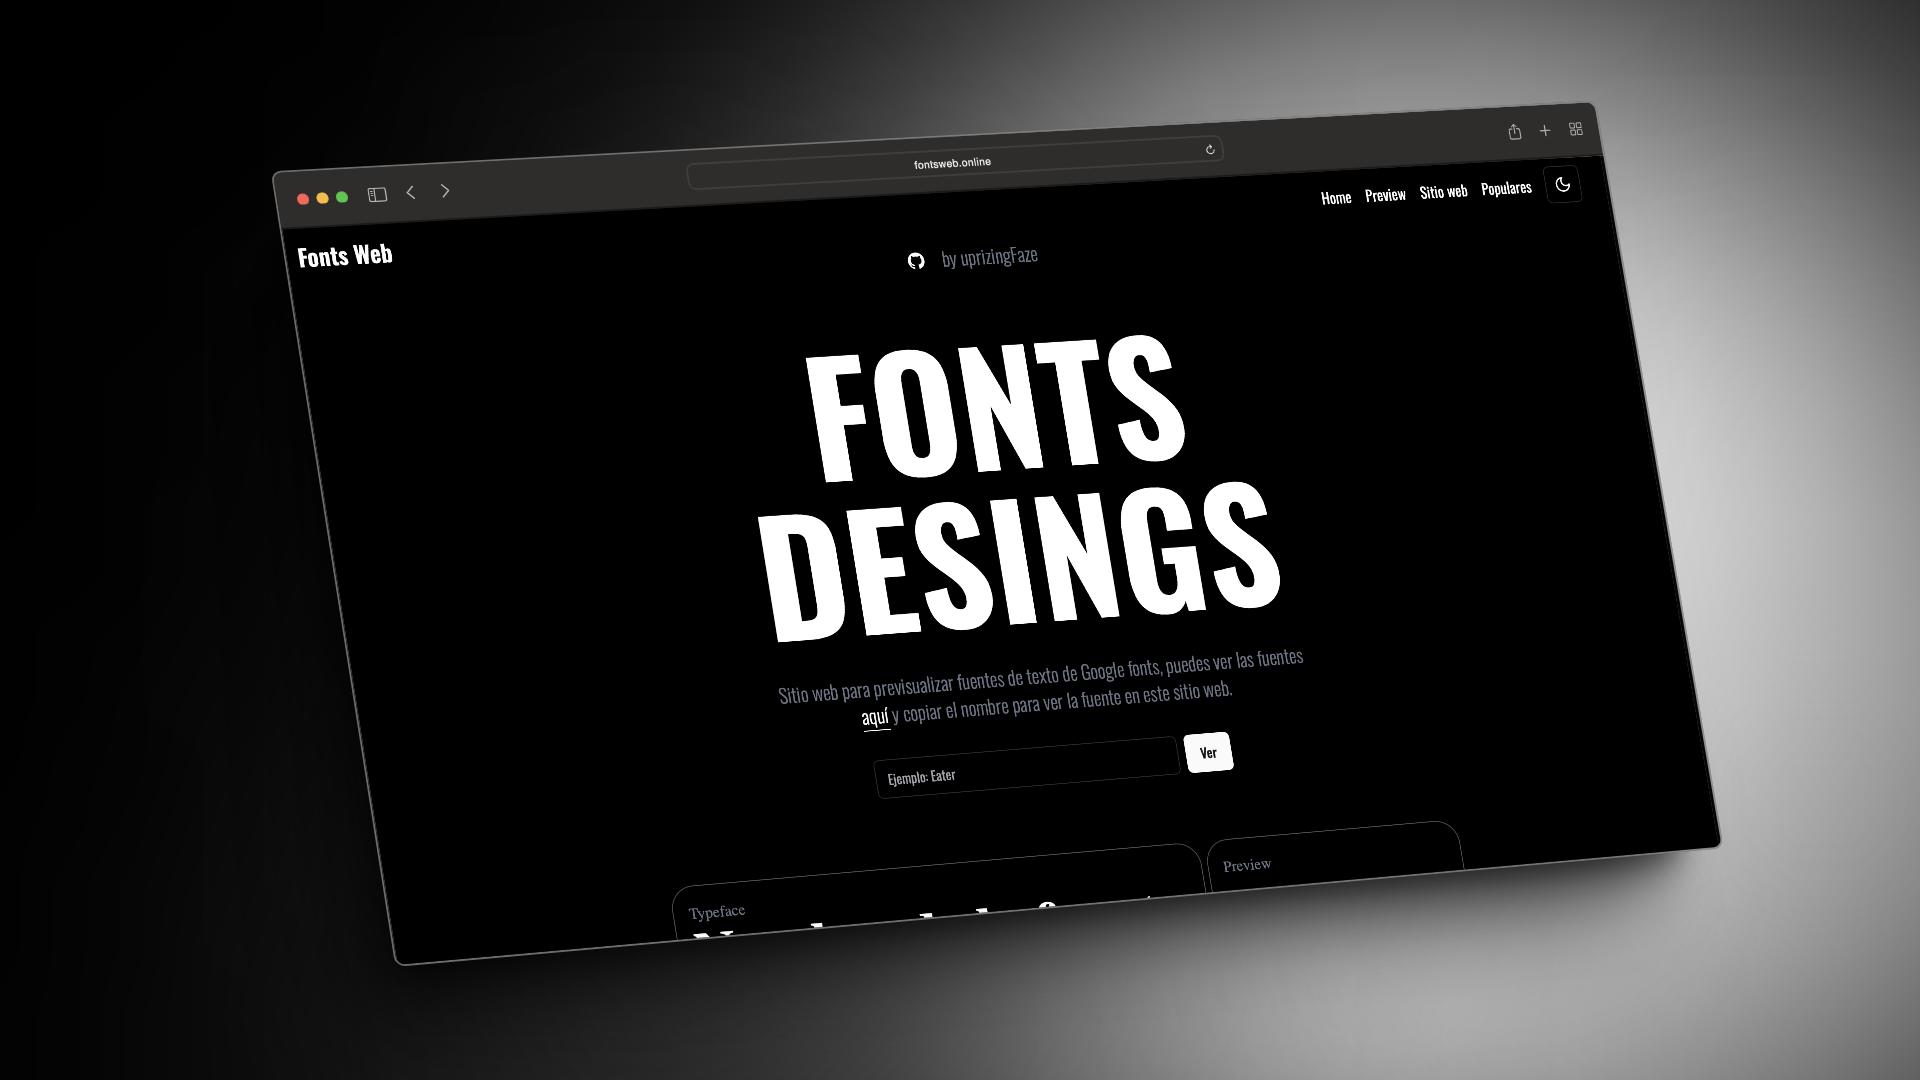 fontsweb.online
Fonts Web
Home Preview Sitio web Populares
by uprizingFaze
FONTS
DESINGS
Sitio web para previsualizar fuentes de texto de Google fonts, puedes ver las fuentes
aquí y copiar el nombre para ver la fuente en este sitio web.
Ejemplo: Eater
Ver
Typeface
Preview